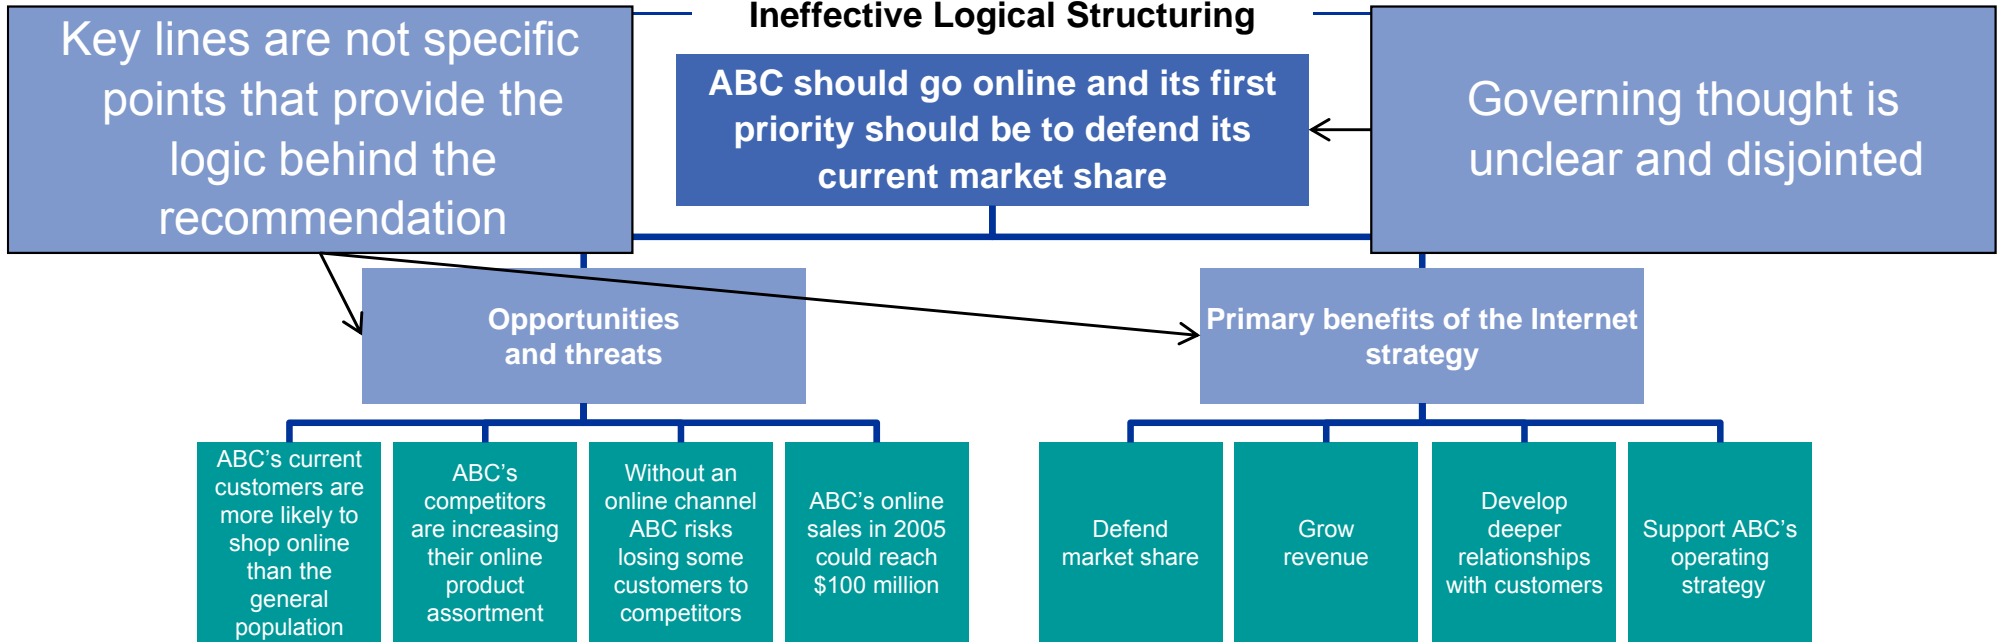 Ineffective Logical Structuring
Key lines are not specific
points that provide the
logic behind the
recommendation
ABC should go online and its first
priority should be to defend its
current market share
Governing thought is
unclear and disjointed
Opportunities
and threats
Primary benefits of the Internet
strategy
ABC’s current
customers are
more likely to
shop online
than the
general
population
ABC’s
competitors
are increasing
their online
product
assortment
Without an
online channel
ABC risks
losing some
customers to
competitors
ABC’s online
sales in 2005
could reach
$100 million
Defend
market share
Grow
revenue
Develop
deeper
relationships
with customers
Support ABC’s
operating
strategy